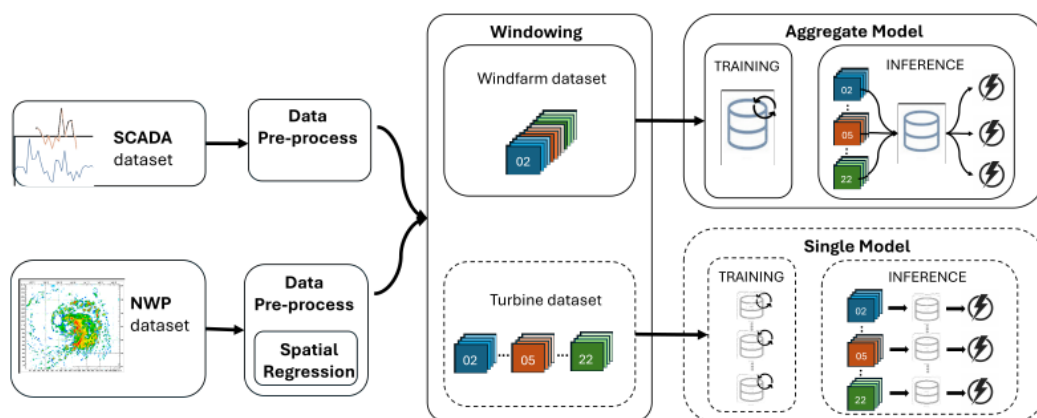 SCADA
dataset
NWP
dataset
Data
Pre-process
Data
Pre-process
Spatial
Regression
Windowing
Windfarm dataset
02
Turbine dataset
02
05
22
Aggregate Model
TRAINING
INFERENCE
02
05
22
Single Model
TRAINING
INFERENCE
02
05
22